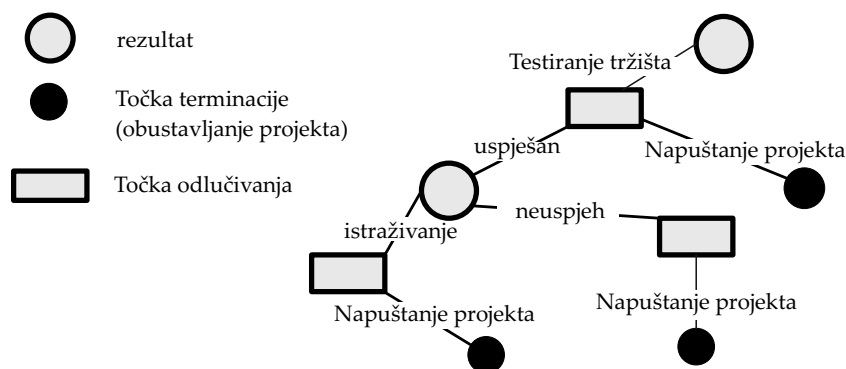 rezultat
Točka terminacije
(obustavljanje projekta)
Točka odlučivanja
Testiranje tržišta
uspješan
Napuštanje projekta
neuspjeh
istraživanje
Napuštanje projekta
Napuštanje projekta